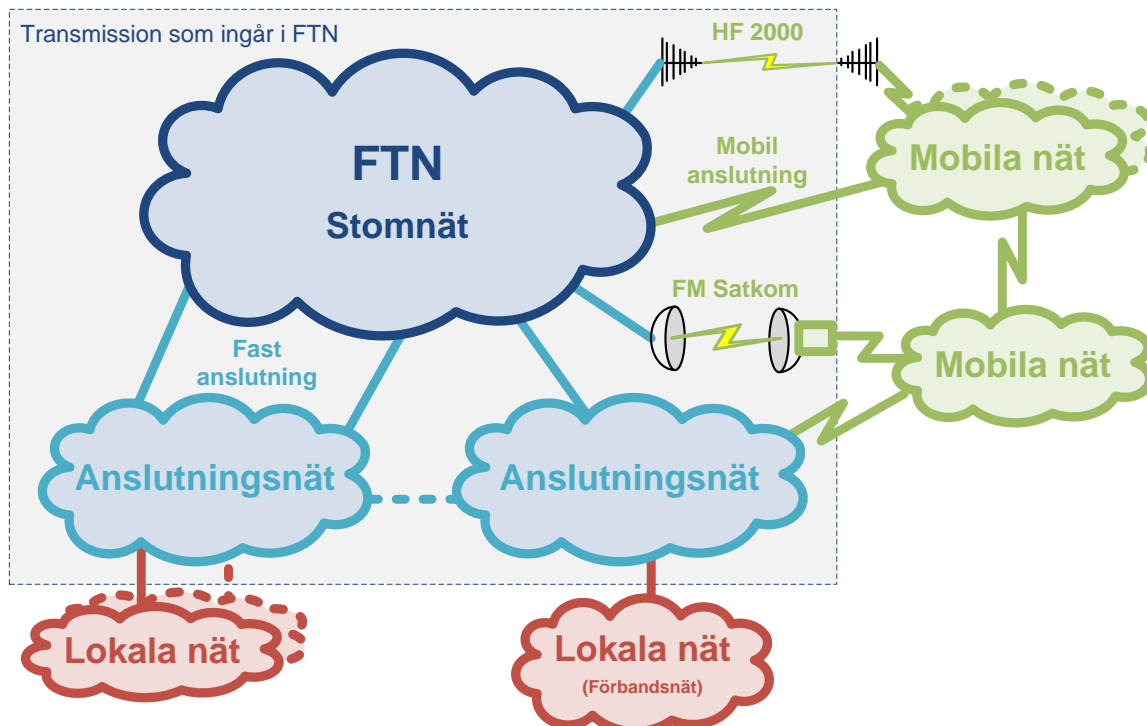 Transmission som ingår i FTN
HF 2000
FTN
Stomnät
Mobil
anslutning
Mobila nät
FM Satkom
Mobila nät
Fast
anslutning
Anslutningsnät
Anslutningsnät
Lokala nät
Lokala nät
(Förbandsnät)